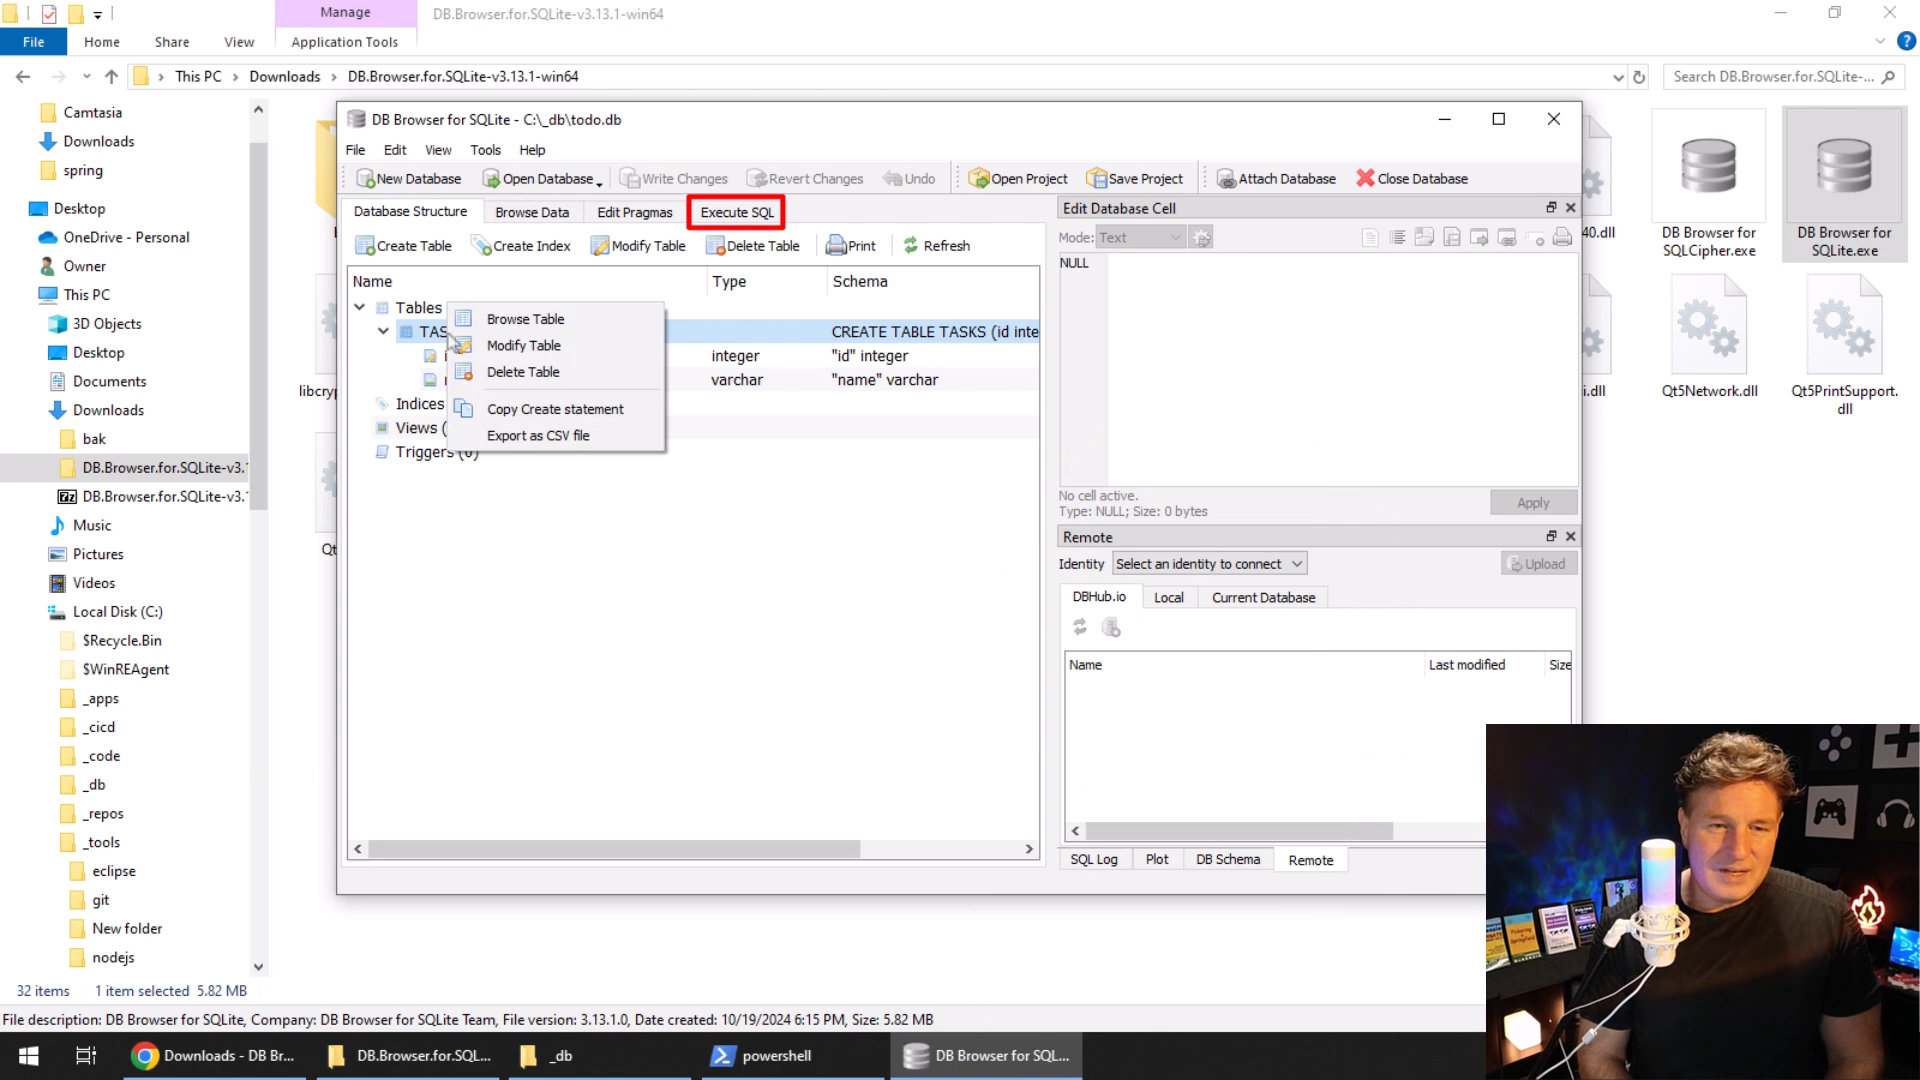 Manage
DB.Browser.for.SQLite-v3.13.1-win64
File
Home
Share
View
Application Tools
This PC
Downloads
DB.Browser.for.SQLite-v3.13.1-win64
Search DB.Browser.for.SQLite-...
Camtasia
Downloads
spring
Desktop
OneDrive - Personal
Owner
This PC
3D Objects
Desktop
Documents
Downloads
bak
DB.Browser.for.SQLite-v3.
DB.Browser.for.SQLite-v3.
Music
Pictures
Videos
Local Disk (C:)
$Recycle.Bin
$WinREAgent
_apps
_cicd
_code
_db
_repos
_tools
eclipse
git
New folder
nodejs
libcryp
Qt
DB Browser for SQLite - C:\_db\todo.db
File
Edit
View
Tools
Help
New Database
Open Database
Write Changes
Revert Changes
Undo
Open Project
Save Project
Attach Database
Close Database
Database Structure
Browse Data
Edit Pragmas
Execute SQL
Create Table
Create Index
Modify Table
Delete Table
Print
Refresh
Name
Type
Schema
Tables
TAS
CREATE TABLE TASKS (id inte
integer
"id" integer
varchar
"name" varchar
Indices
Views (
Triggers (0)
Browse Table
Modify Table
Delete Table
Copy Create statement
Export as CSV file
Edit Database Cell
Mode:
Text
NULL
No cell active.
Type: NULL; Size: 0 bytes
Apply
Remote
Identity
Select an identity to connect
Upload
DBHub.io
Local
Current Database
Name
Last modified
Size
SQL Log
Plot
DB Schema
Remote
40.dll
DB Browser for
SQLCipher.exe
DB Browser for
SQLite.exe
i.dll
Qt5Network.dll
Qt5PrintSupport.
dll
32 items
1 item selected
5.82 MB
File description: DB Browser for SQLite, Company: DB Browser for SQLite Team, File version: 3.13.1.0, Date created: 10/19/2024 6:15 PM, Size: 5.82 MB
Downloads - DB Br...
DB.Browser.for.SQL...
_db
powershell
DB Browser for SQL...